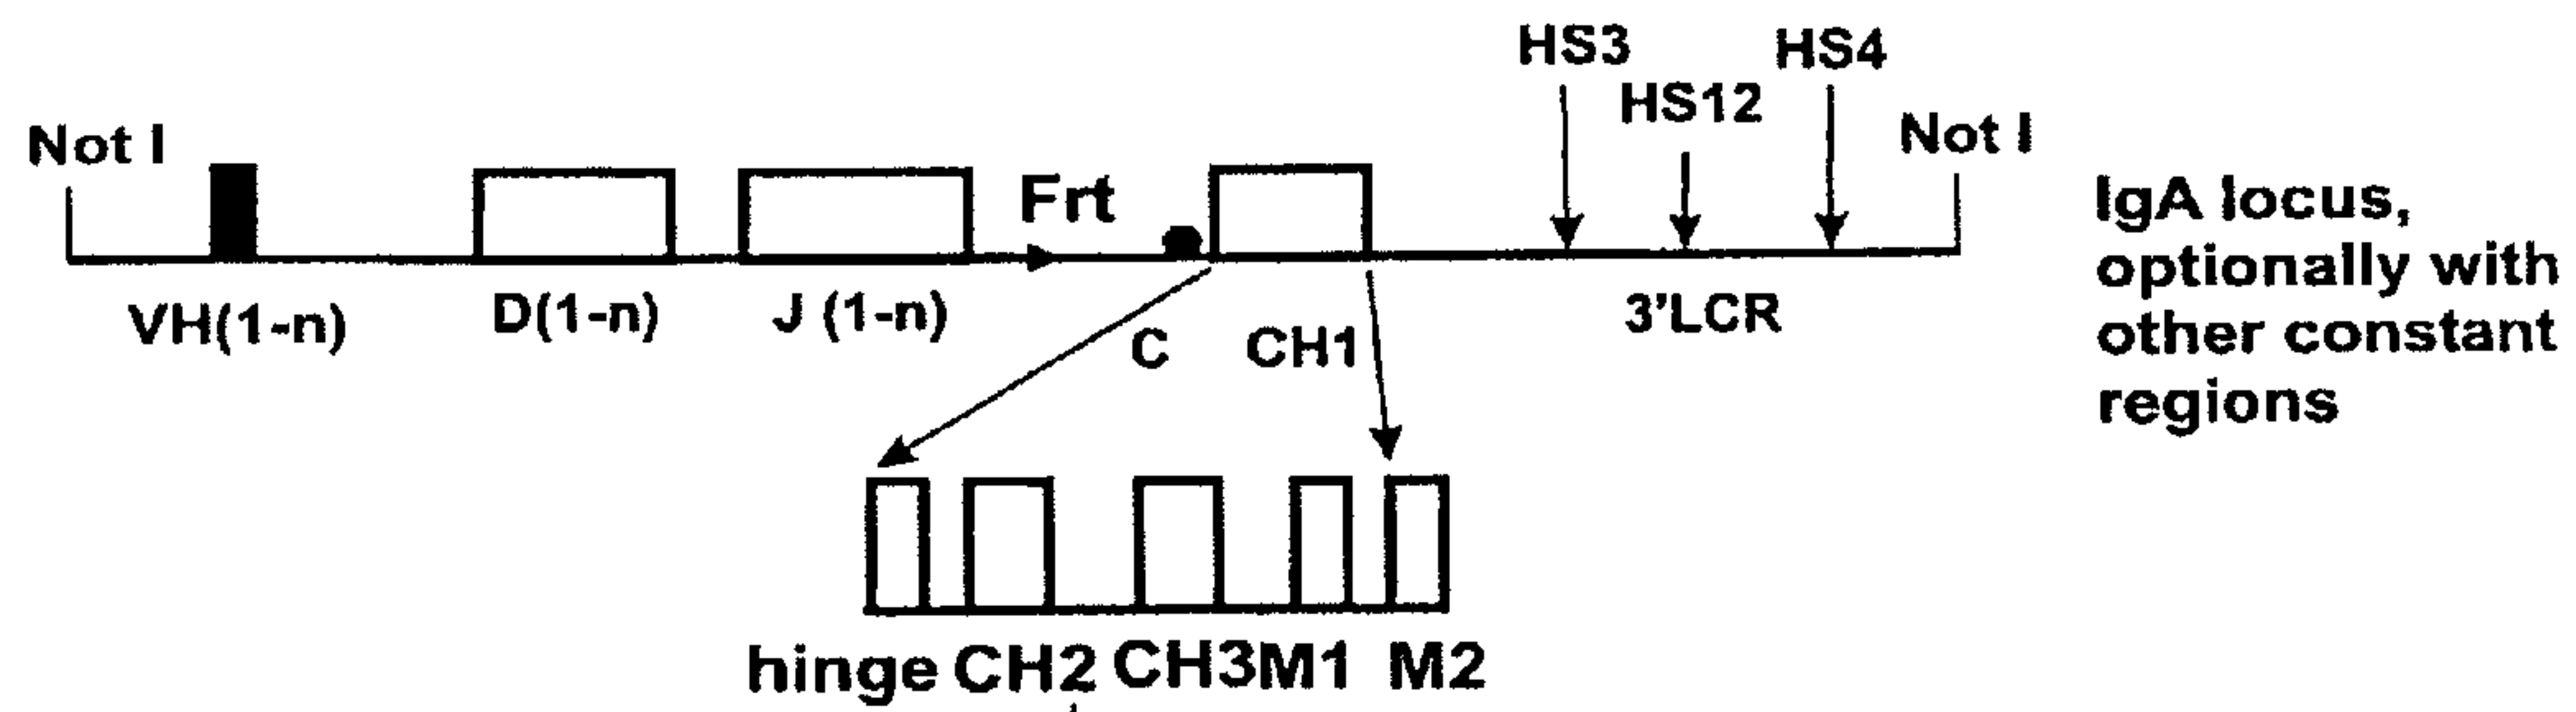 HS3
HS12
HS4
Not I
Not I
Frt
VH(1-n)
D(1-n)
J (1-n)
C
CH1
3'LCR
IgA locus,
optionally with
other constant
regions
hinge CH2 CH3M1 M2